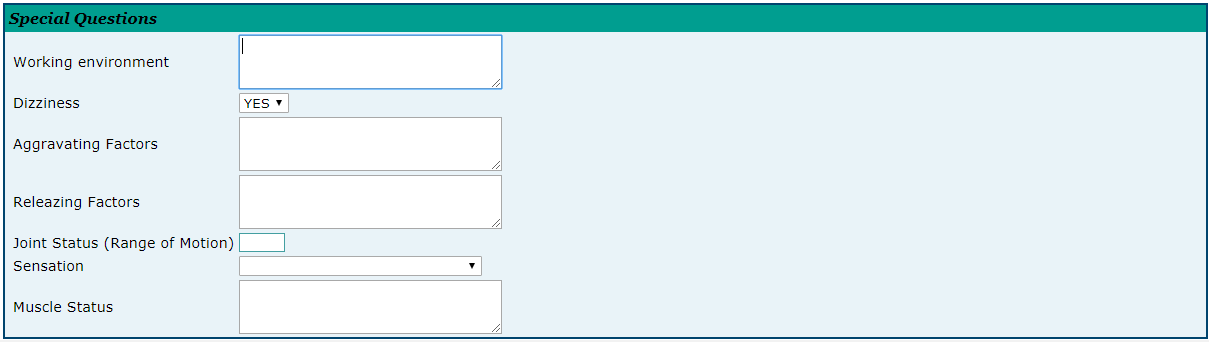 Special Questions
Working environment
Dizziness YES
Aggravating Factors
Releazing Factors
Joint Status (Range of Motion)
Sensation
Muscle Status